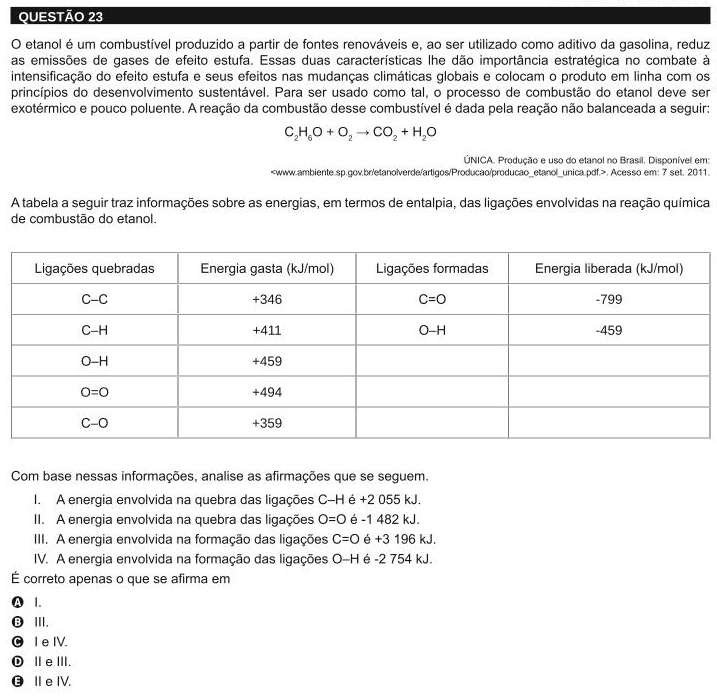 QUESTÃO 23
O etanol é um combustível produzido a partir de fontes renováveis e, ao ser utilizado como aditivo da gasolina, reduz
as emissões de gases de efeito estufa. Essas duas características lhe dão importância estratégica no combate à
intensificação do efeito estufa e seus efeitos nas mudanças climáticas globais e colocam o produto em linha com os
princípios do desenvolvimento sustentável. Para ser usado como tal, o processo de combustão do etanol deve ser
exotérmico e pouco poluente. A reação da combustão desse combustível é dada pela reação não balanceada a seguir:
C₂H₆O + O₂ → CO₂ + H₂O
ÚNICA. Produção e uso do etanol no Brasil. Disponível em:
<www.ambiente.sp.gov.br/etanolverde/artigos/Producao/producao_etanol_unica.pdf.>. Acesso em: 7 set. 2011.
A tabela a seguir traz informações sobre as energias, em termos de entalpia, das ligações envolvidas na reação química
de combustão do etanol.
Ligações quebradas Energia gasta (kJ/mol) Ligações formadas Energia liberada (kJ/mol)
C–C +346 C=O -799
C–H +411 O–H -459
O–H +459
O=O +494
C–O +359
Com base nessas informações, analise as afirmações que se seguem.
I. A energia envolvida na quebra das ligações C–H é +2 055 kJ.
II. A energia envolvida na quebra das ligações O=O é -1 482 kJ.
III. A energia envolvida na formação das ligações C=O é +3 196 kJ.
IV. A energia envolvida na formação das ligações O–H é -2 754 kJ.
É correto apenas o que se afirma em
A I.
B III.
C I e IV.
D II e III.
E II e IV.